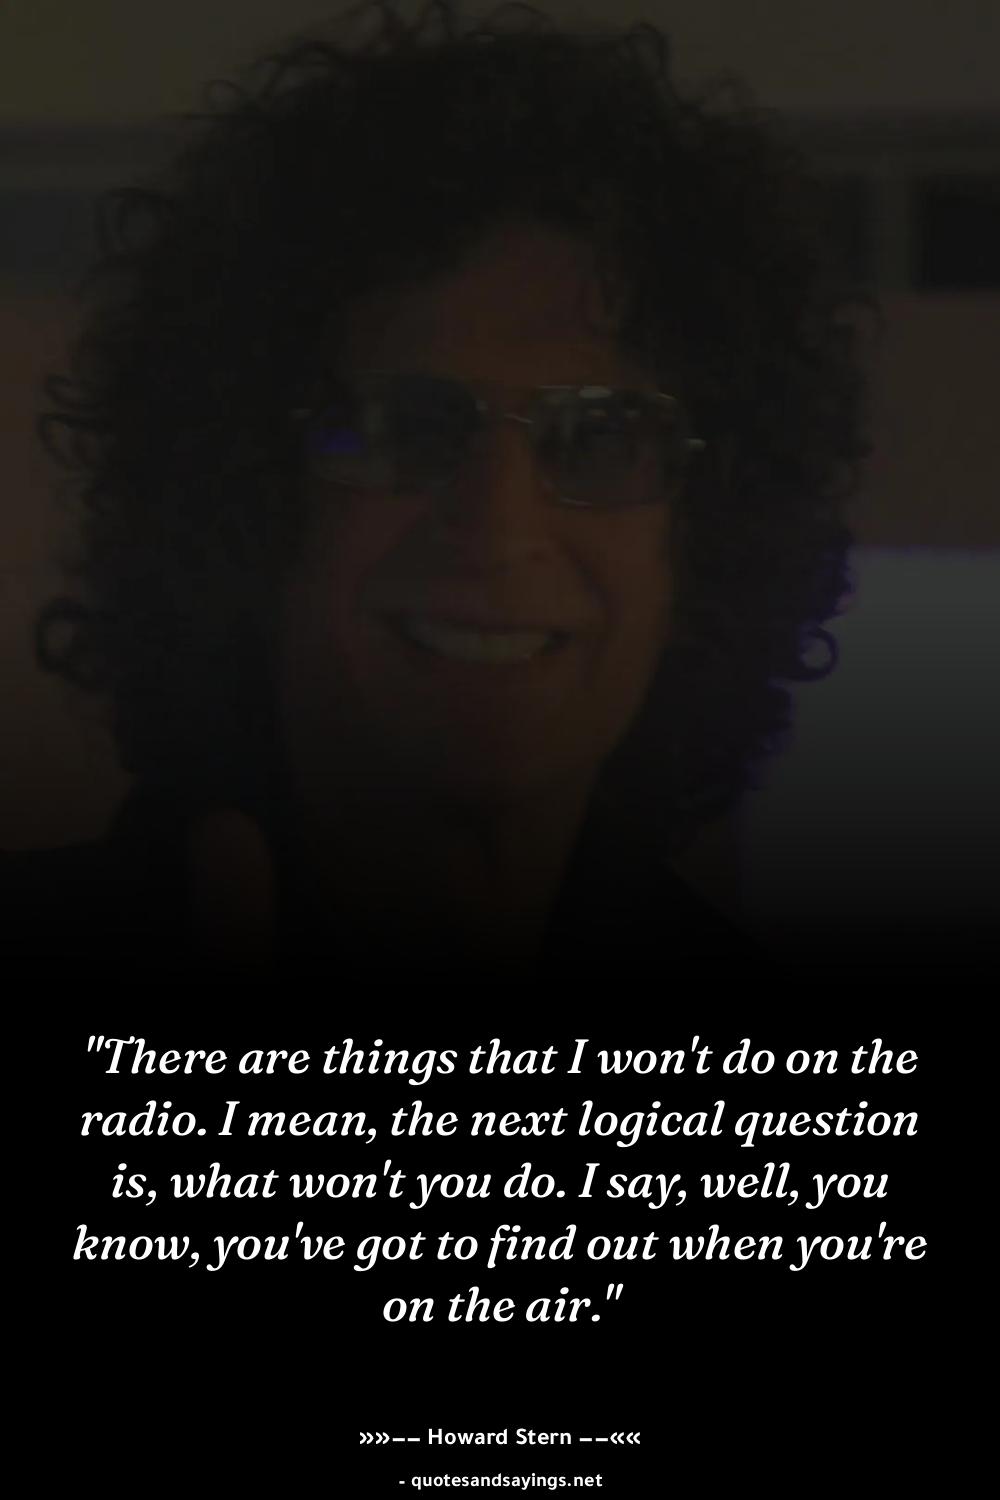 "There are things that I won't do on the
radio. I mean, the next logical question
is, what won't you do. I say, well, you
know, you've got to find out when you're
on the air."
»»–– Howard Stern ––««
- quotesandsayings.net